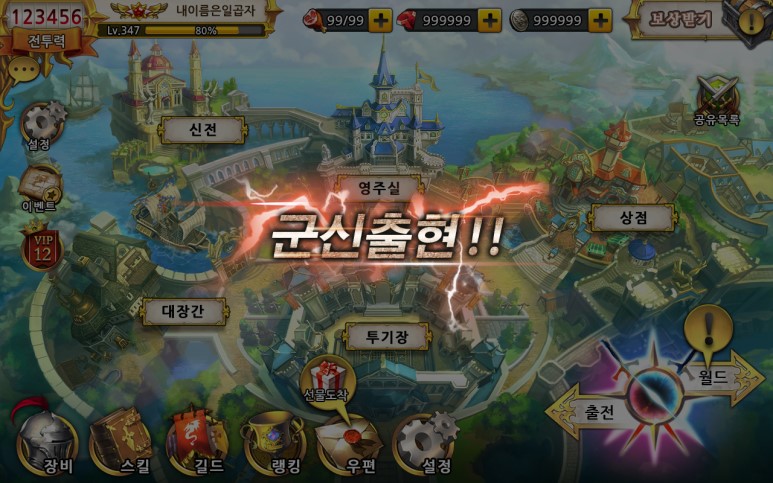 123456
전투력
내이름은일곱자
Lv.347
80%
99/99
999999
999999
보상받기
설정
공유목록
신전
이벤트
영주실
VIP
12
상점
군신출현!!
대장간
투기장
선물도착
월드
출전
장비
스킬
길드
랭킹
우편
설정